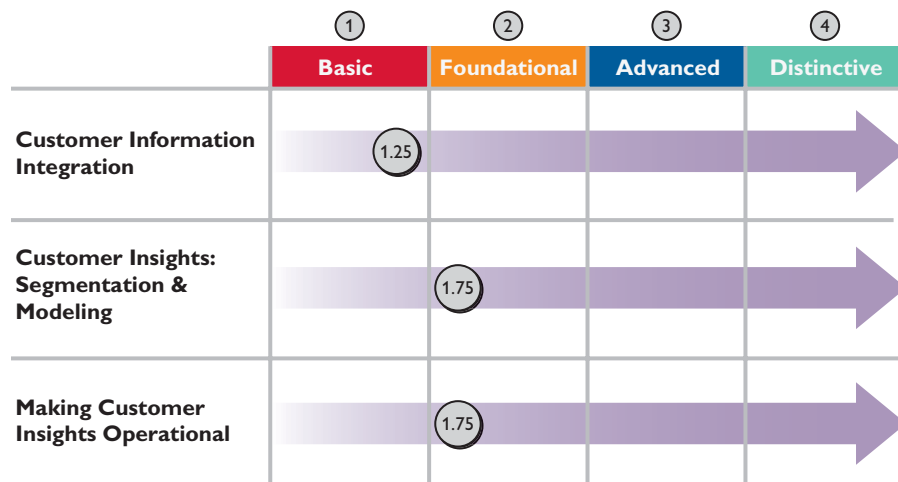 1 2 3 4
Basic Foundational Advanced Distinctive
Customer Information
Integration
1.25
Customer Insights:
Segmentation &
Modeling
1.75
Making Customer
Insights Operational
1.75